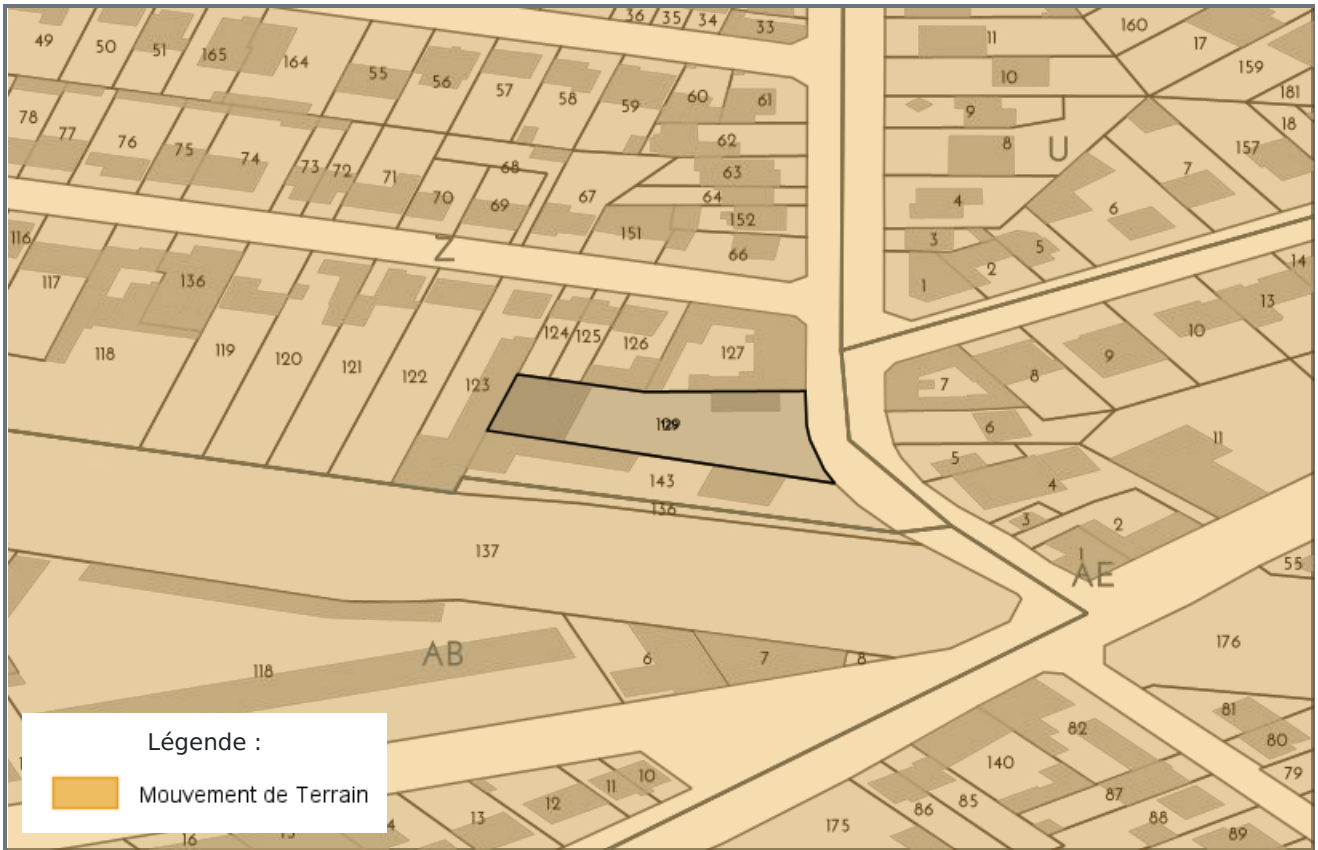 36 35 34 33
49 50 51 165 164 55 56 57 58 59 60 61
11 10 9 8 U 160 17 159 181 18 157
78 77 76 75 74 73 72 71 70 68 69 67 62 63 64 152 151 66
4 3 1 2 5 6 7
Z
116 117 136 118 119 120 121 122 123 124 125 126 127
14 13 10 9 8 7 6 5 4 11
129
143
136
137
3 2 1
AE
55
AB
118 6 7 8
176
81 80 79
82 140 87 86 85 88 89
175
10 11 12 13
16
Légende :
Mouvement de Terrain